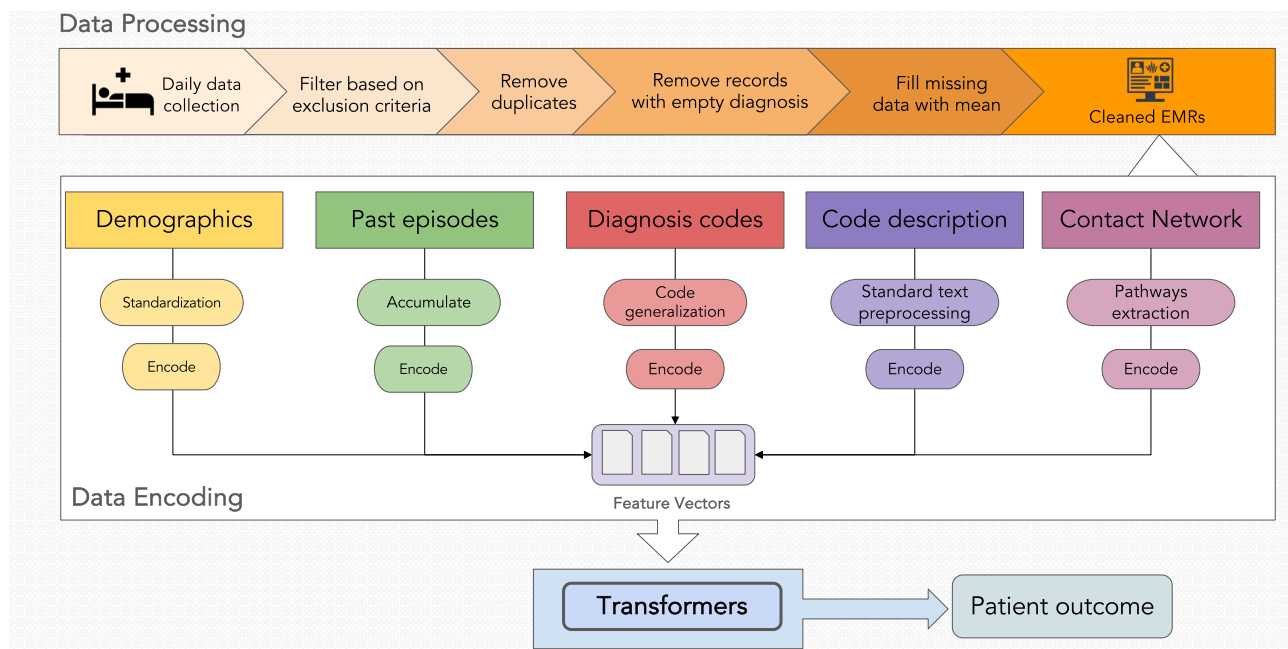 Data Processing
Daily data
collection
Filter based on
exclusion criteria
Remove
duplicates
Remove records
with empty diagnosis
Fill missing
data with mean
Cleaned EMRs
Demographics
Past episodes
Diagnosis codes
Code description
Contact Network
Standardization
Accumulate
Code
generalization
Standard text
preprocessing
Pathways
extraction
Encode
Encode
Encode
Encode
Encode
Feature Vectors
Data Encoding
Transformers
Patient outcome